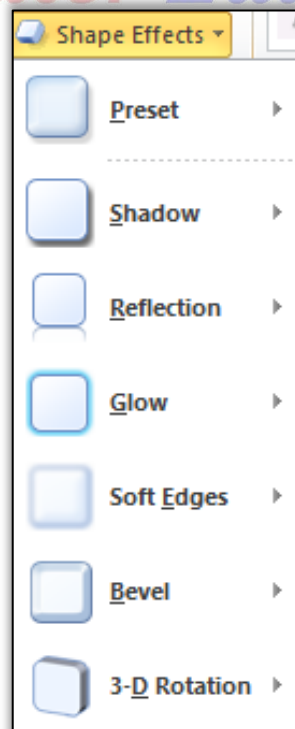 Shape Effects
Preset
Shadow
Reflection
Glow
Soft Edges
Bevel
3-D Rotation